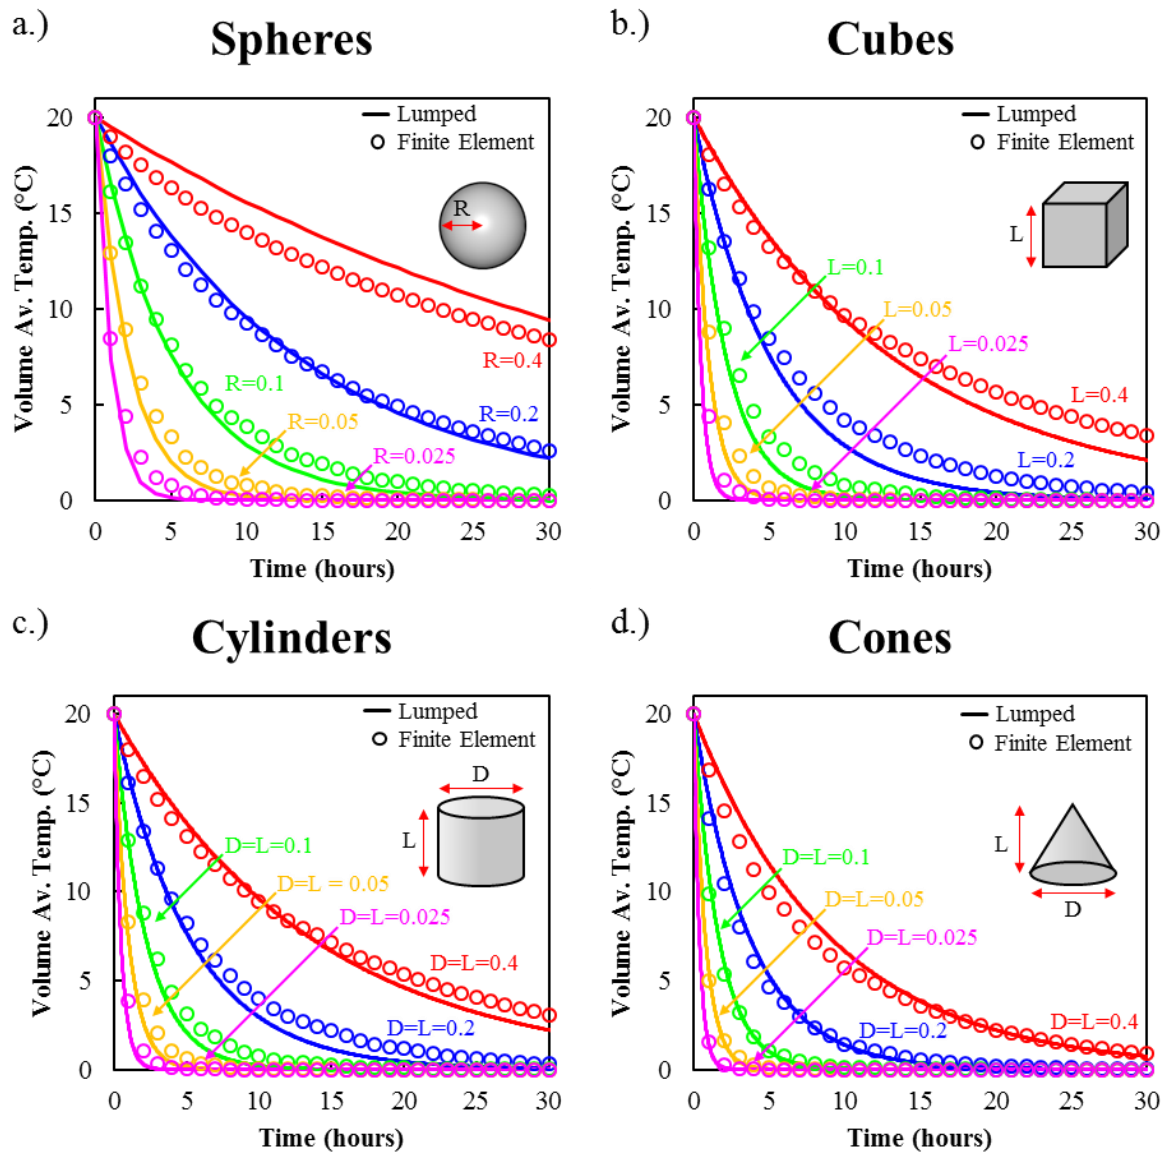 a.)
Spheres
Lumped
Finite Element
R
R=0.4
R=0.2
R=0.1
R=0.05
R=0.025
Volume Av. Temp. (°C)
20
15
10
5
0
0 5 10 15 20 25 30
Time (hours)
b.)
Cubes
Lumped
Finite Element
L
L=0.1
L=0.05
L=0.025
L=0.4
L=0.2
Volume Av. Temp. (°C)
20
15
10
5
0
0 5 10 15 20 25 30
Time (hours)
c.)
Cylinders
Lumped
Finite Element
D
L
D=L=0.1
D=L = 0.05
D=L=0.025
D=L=0.4
D=L=0.2
Volume Av. Temp. (°C)
20
15
10
5
0
0 5 10 15 20 25 30
Time (hours)
d.)
Cones
Lumped
Finite Element
L
D
D=L=0.1
D=L=0.05
D=L=0.025
D=L=0.2
D=L=0.4
Volume Av. Temp. (°C)
20
15
10
5
0
0 5 10 15 20 25 30
Time (hours)